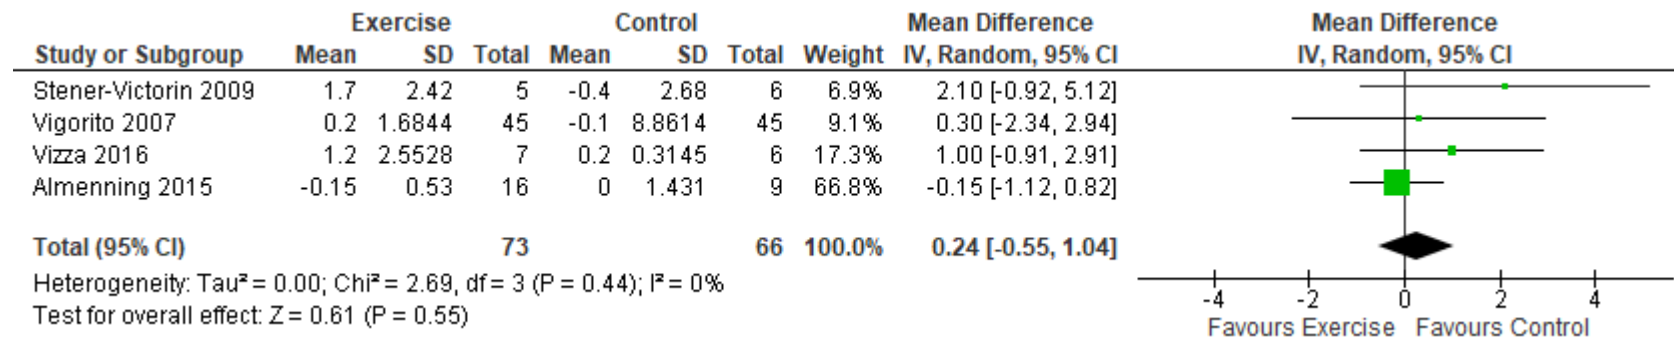 Exercise Control Mean Difference Mean Difference
Study or Subgroup Mean SD Total Mean SD Total Weight IV, Random, 95% CI IV, Random, 95% CI
Stener-Victorin 2009 1.7 2.42 5 -0.4 2.68 6 6.9% 2.10 [-0.92, 5.12]
Vigorito 2007 0.2 1.6844 45 -0.1 8.8614 45 9.1% 0.30 [-2.34, 2.94]
Vizza 2016 1.2 2.5528 7 0.2 0.3145 6 17.3% 1.00 [-0.91, 2.91]
Almenning 2015 -0.15 0.53 16 0 1.431 9 66.8% -0.15 [-1.12, 0.82]
Total (95% CI) 73 66 100.0% 0.24 [-0.55, 1.04]
Heterogeneity: Tau² = 0.00; Chi² = 2.69, df = 3 (P = 0.44); I² = 0%
Test for overall effect: Z = 0.61 (P = 0.55)
-4 -2 0 2 4
Favours Exercise Favours Control